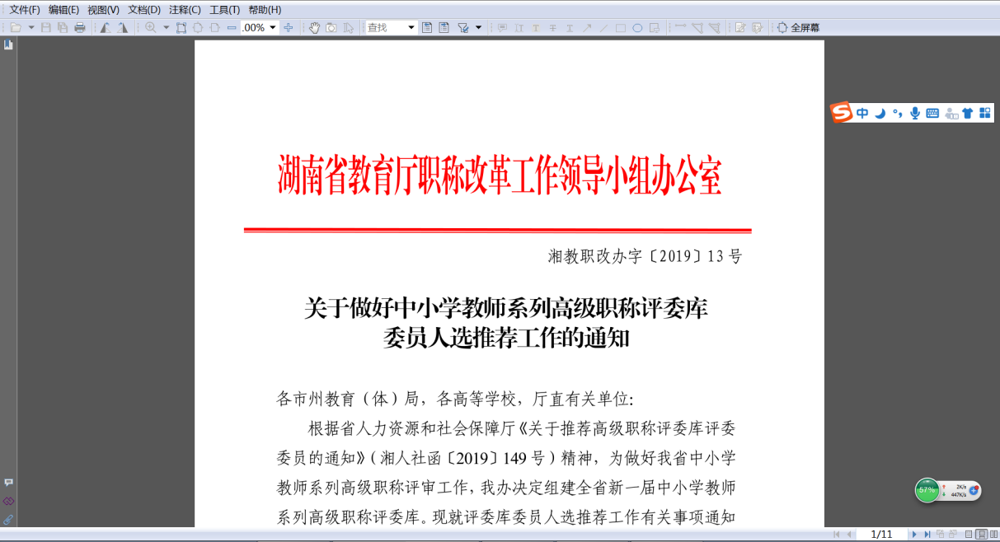 文件(F) 编辑(E) 视图(V) 文档(D) 注释(C) 工具(T) 帮助(H)
.00% 查找 全屏幕
中
湖南省教育厅职称改革工作领导小组办公室
湘教职改办字〔2019〕13 号
关于做好中小学教师系列高级职称评委库
委员人选推荐工作的通知
各市州教育（体）局，各高等学校，厅直有关单位：
根据省人力资源和社会保障厅《关于推荐高级职称评委库评委
委员的通知》（湘人社函〔2019〕149 号）精神，为做好我省中小学
教师系列高级职称评审工作，我办决定组建全省新一届中小学教师
系列高级职称评委库。现就评委库委员人选推荐工作有关事项通知
57% 2K/s
447K/s
1/11